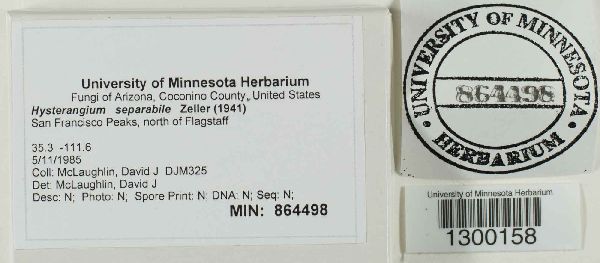 University of Minnesota Herbarium
Fungi of Arizona, Coconino County, United States
Hysterangium separabile Zeller (1941)
San Francisco Peaks, north of Flagstaff
35.3 -111.6
5/11/1985
Coll: McLaughlin, David J DJM325
Det: McLaughlin, David J
Desc: N; Photo: N; Spore Print: N; DNA: N; Seq: N;
MIN: 864498
UNIVERSITY OF MINNESOTA
864498
HERBARIUM
University of Minnesota Herbarium
1300158